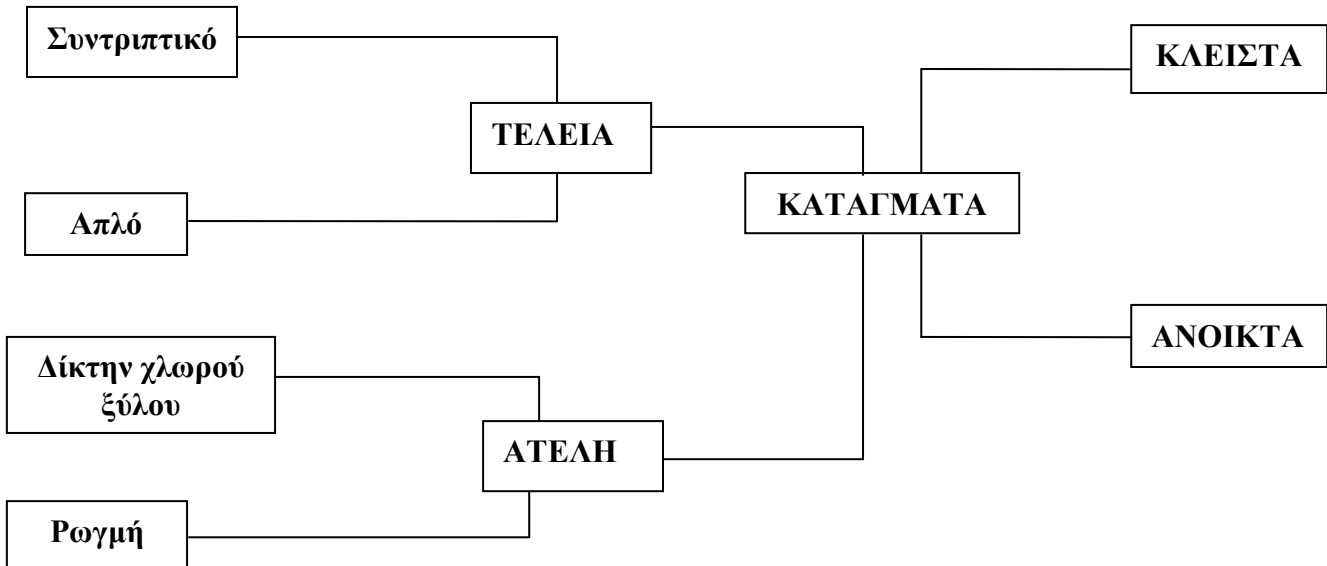 Συντριπτικό
ΚΛΕΙΣΤΑ
ΤΕΛΕΙΑ
Απλό
ΚΑΤΑΓΜΑΤΑ
ΑΝΟΙΚΤΑ
Δίκτην χλωρού
ξύλου
ΑΤΕΛΗ
Ρωγμή